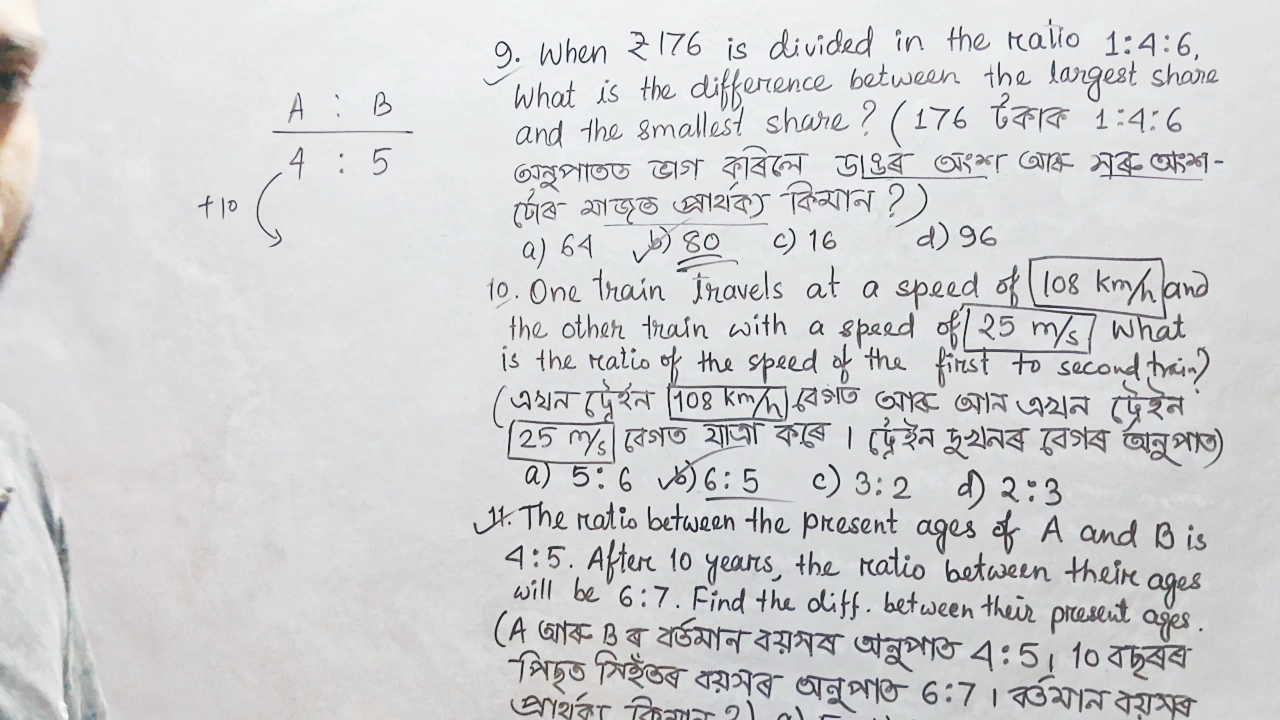 A : B
4 : 5
+10
9. When ₹176 is divided in the ratio 1:4:6,
What is the difference between the largest share
and the smallest share? (176 টকাক 1:4:6
অনুপাতত ভাগ কৰিলে ডাঙৰ অংশ আৰু সৰু অংশ-
টোৰ মাজত প্ৰাৰ্থক্য কিমান?)
a) 64 b) 80 c) 16 d) 96
10. One train travels at a speed of 108 km/h and
the other train with a speed of 25 m/s. What
is the ratio of the speed of the first to second train?
(এখন ট্ৰেইন 108 km/h বেগত আৰু আন এখন ট্ৰেইন
25 m/s বেগত যাত্ৰা কৰে । ট্ৰেইন দুখনৰ বেগৰ অনুপাত)
a) 5:6 b) 6:5 c) 3:2 d) 2:3
11. The ratio between the present ages of A and B is
4:5. After 10 years, the ratio between their ages
will be 6:7. Find the diff. between their present ages.
(A আৰু B ৰ বৰ্তমান বয়সৰ অনুপাত 4:5। 10 বছৰৰ
পিছত সিহঁতৰ বয়সৰ অনুপাত 6:7 । বৰ্তমান বয়সৰ
প্ৰাৰ্থক্য কিমান?) a)